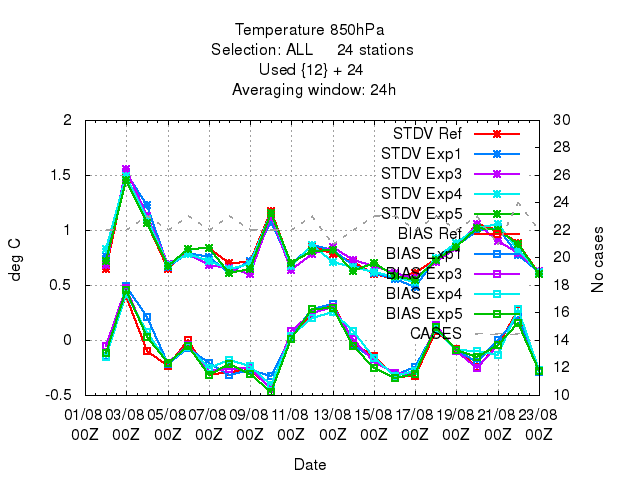 Temperature 850hPa
Selection: ALL 24 stations
Used {12} + 24
Averaging window: 24h
2 30
STDV Ref
28
STDV Exp1
1.5 26
STDV Exp3
STDV Exp4
24
STDV Exp5
1 22
BIAS Ref
BIAS Exp1
20
BIAS Exp3
0.5 18
BIAS Exp4
16
BIAS Exp5
CASES
0 14
12
-0.5 10
deg C
No cases
01/08 03/08 05/08 07/08 09/08 11/08 13/08 15/08 17/08 19/08 21/08 23/08
00Z 00Z 00Z 00Z 00Z 00Z 00Z 00Z 00Z 00Z 00Z 00Z
Date